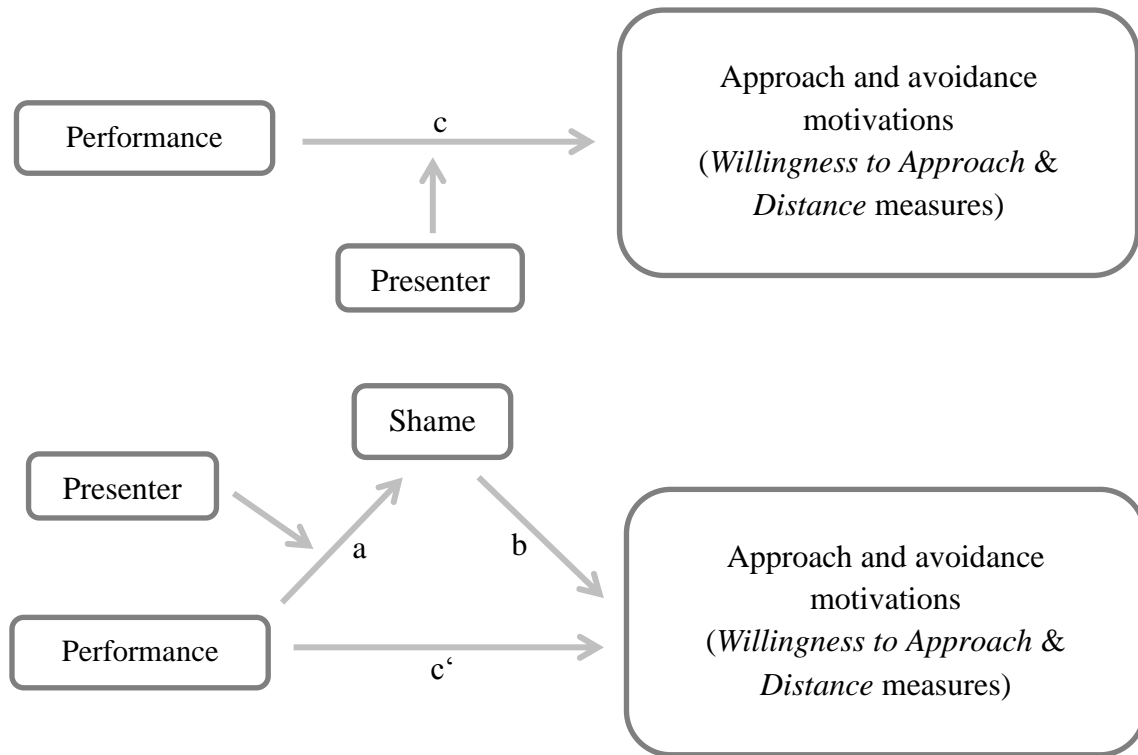 Performance
c
Presenter
Approach and avoidance
motivations
(Willingness to Approach &
Distance measures)
Shame
Presenter
a
b
Performance
c‘
Approach and avoidance
motivations
(Willingness to Approach &
Distance measures)